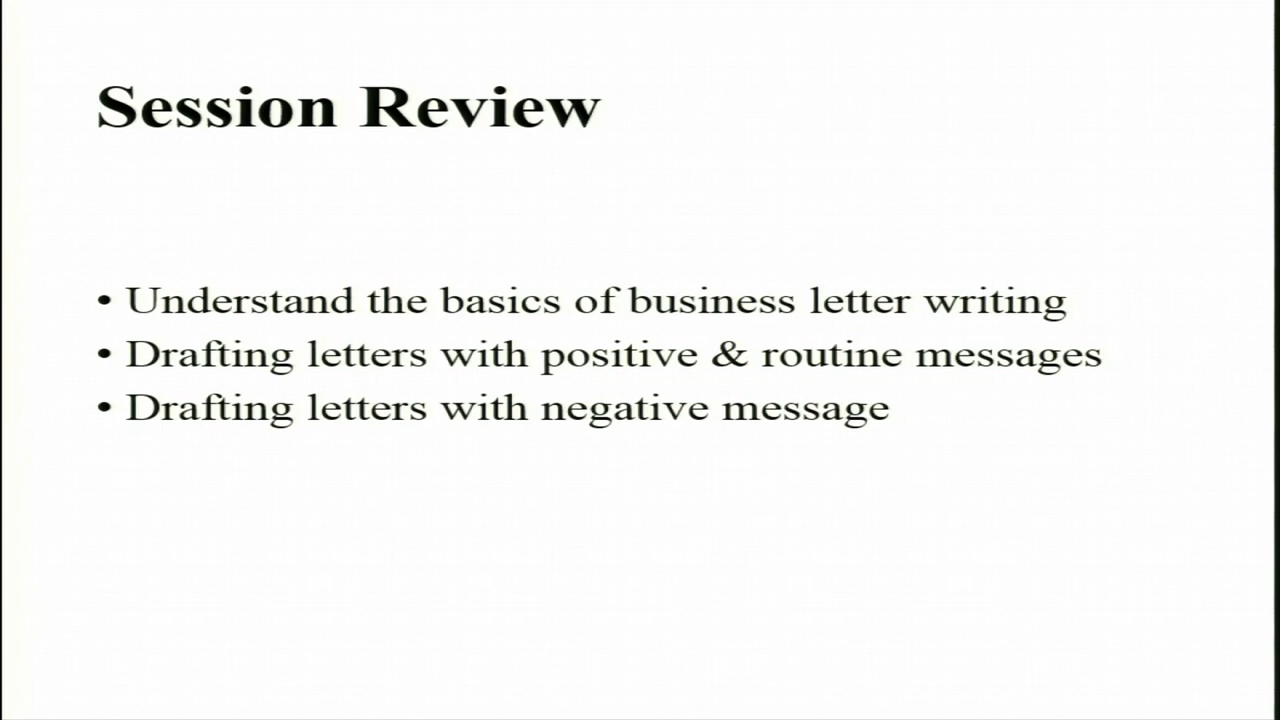 Session Review
• Understand the basics of business letter writing
• Drafting letters with positive & routine messages
• Drafting letters with negative message